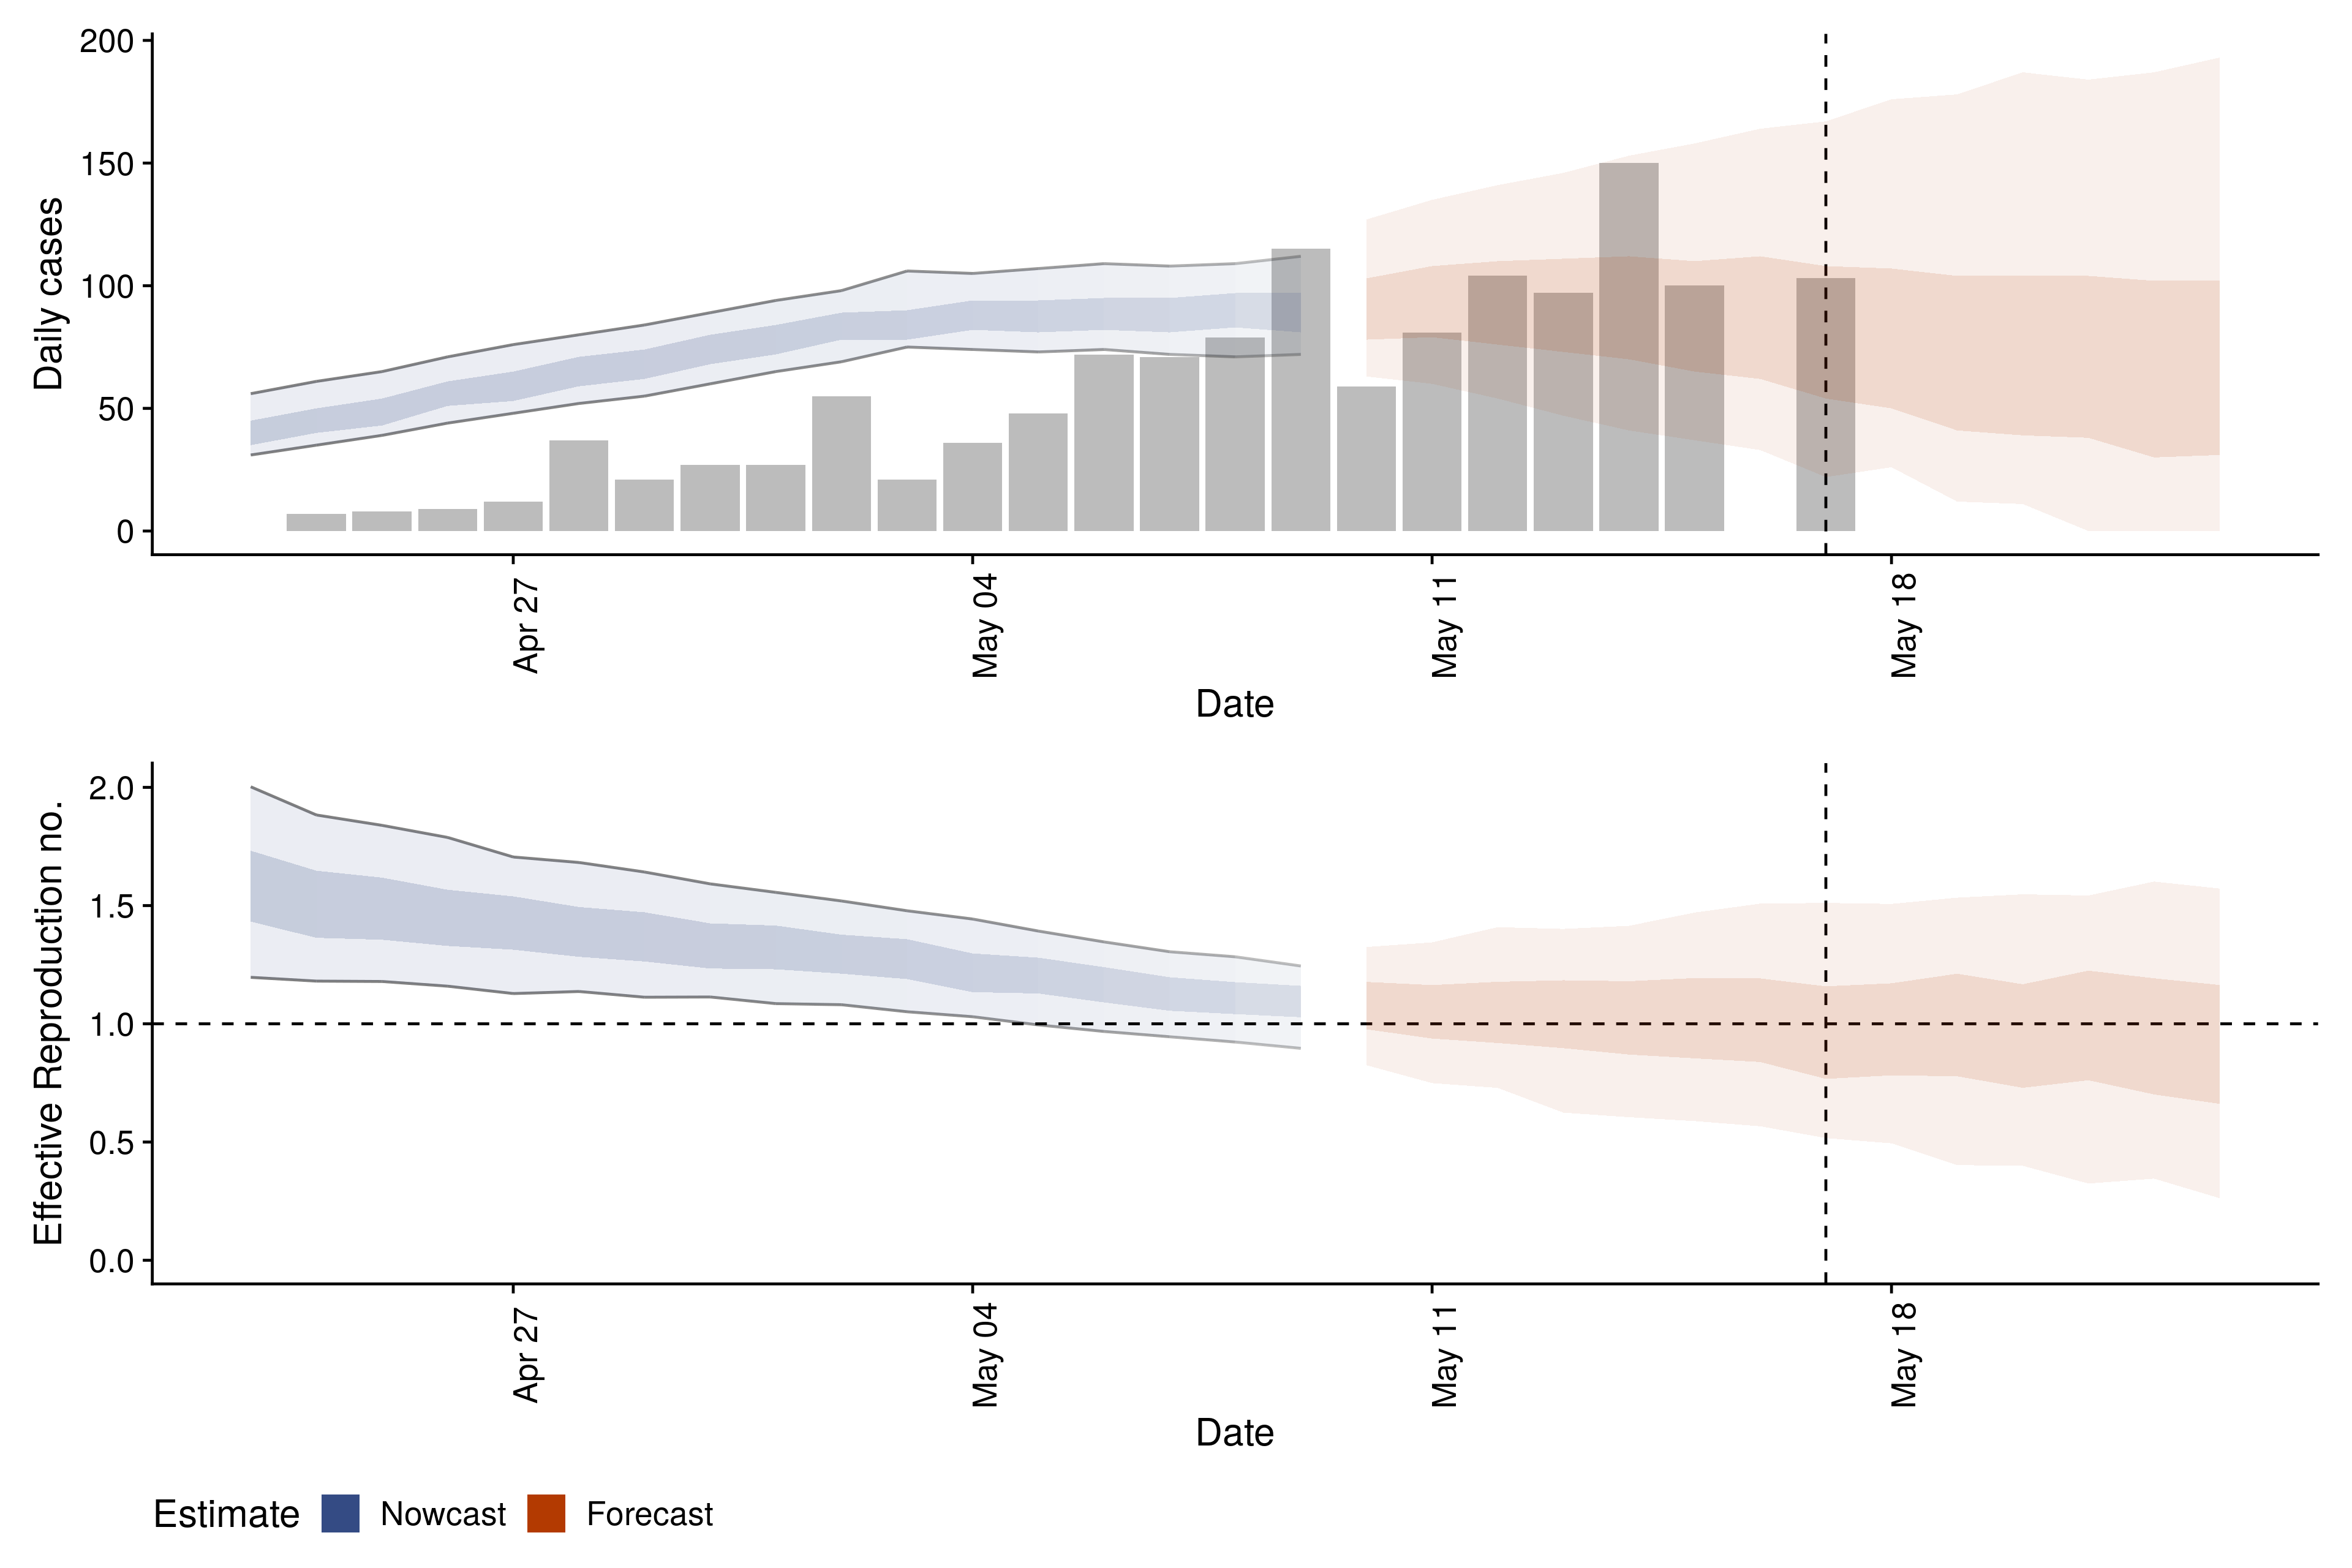 200
150
100
50
0
Daily cases
Apr 27
May 04
May 11
May 18
Date
2.0
1.5
1.0
0.5
0.0
Effective Reproduction no.
Apr 27
May 04
May 11
May 18
Date
Estimate Nowcast Forecast